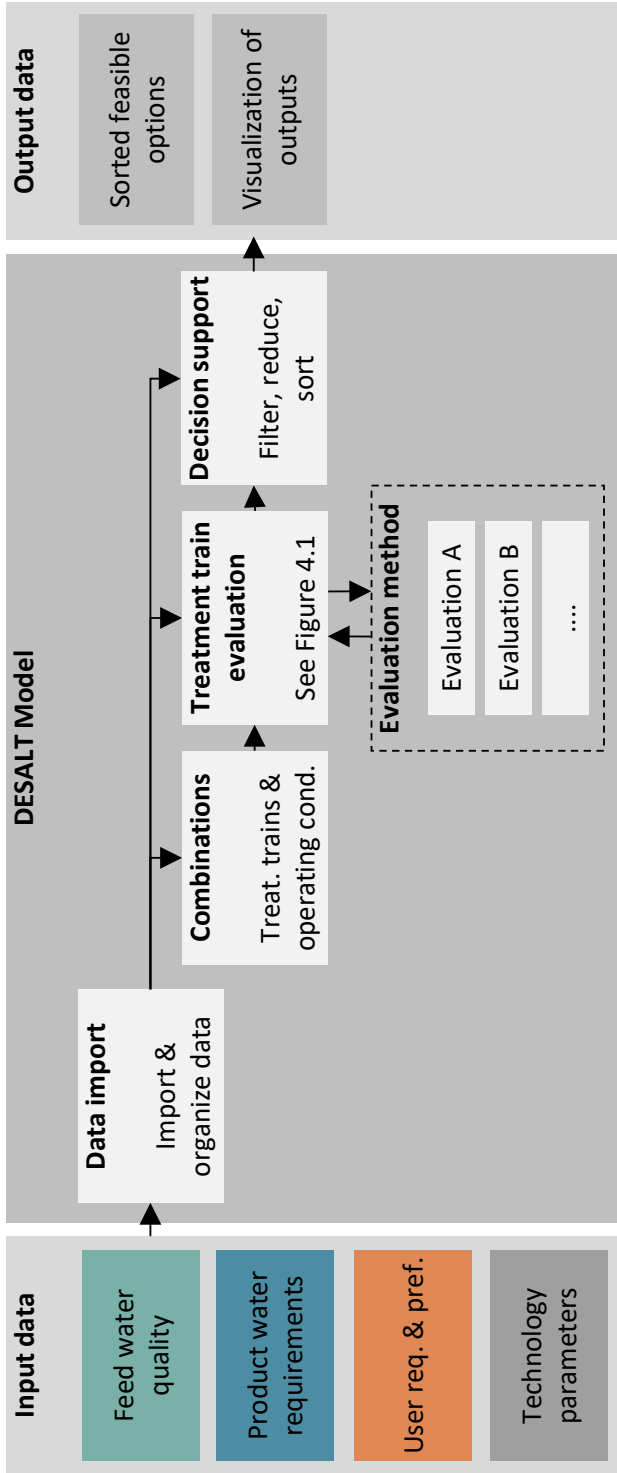 Input data
Feed water
quality
Product water
requirements
User req. & pref.
Technology
parameters
DESALT Model
Data import
Import &
organize data
Combinations
Treat. trains &
operating cond.
Treatment train
evaluation
See Figure 4.1
Decision support
Filter, reduce,
sort
Evaluation method
Evaluation A
Evaluation B
....
Output data
Sorted feasible
options
Visualization of
outputs